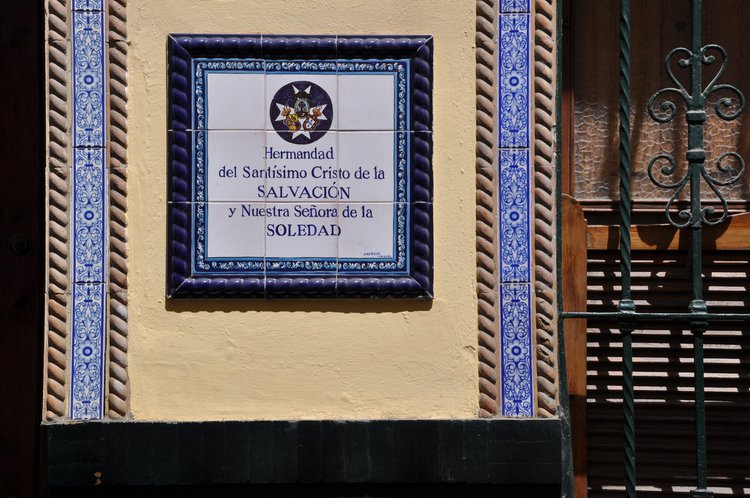 Hermandad
del Santísimo Cristo de la
SALVACIÓN
y Nuestra Señora de la
SOLEDAD